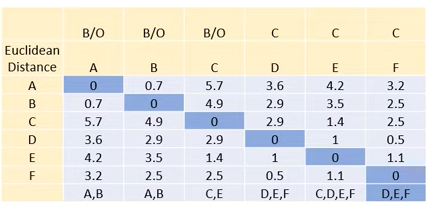 B/O B/O B/O C C C
Euclidean
Distance A B C D E F
A 0 0.7 5.7 3.6 4.2 3.2
B 0.7 0 4.9 2.9 3.5 2.5
C 5.7 4.9 0 2.9 1.4 2.5
D 3.6 2.9 2.9 0 1 0.5
E 4.2 3.5 1.4 1 0 1.1
F 3.2 2.5 2.5 0.5 1.1 0
A,B A,B C,E D,E,F C,D,E,F D,E,F